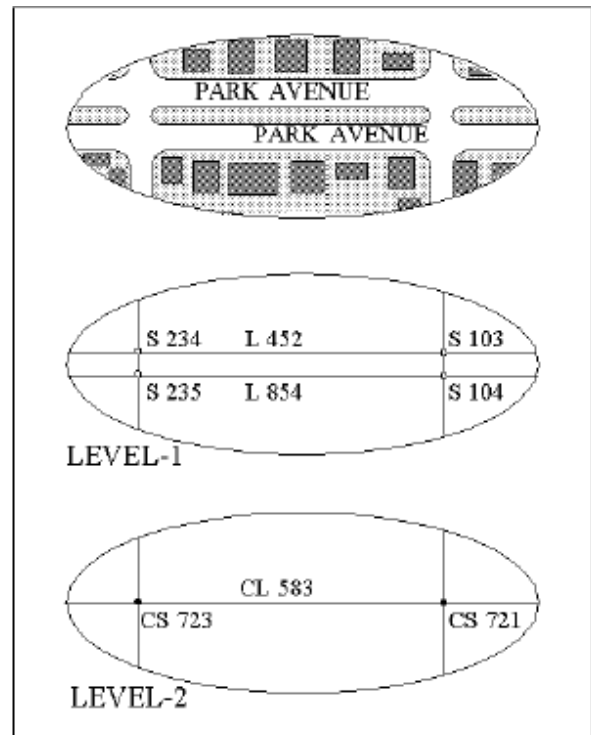 PARK AVENUE
PARK AVENUE
S 234 L 452 S 103
S 235 L 854 S 104
LEVEL-1
CL 583
CS 723 CS 721
LEVEL-2